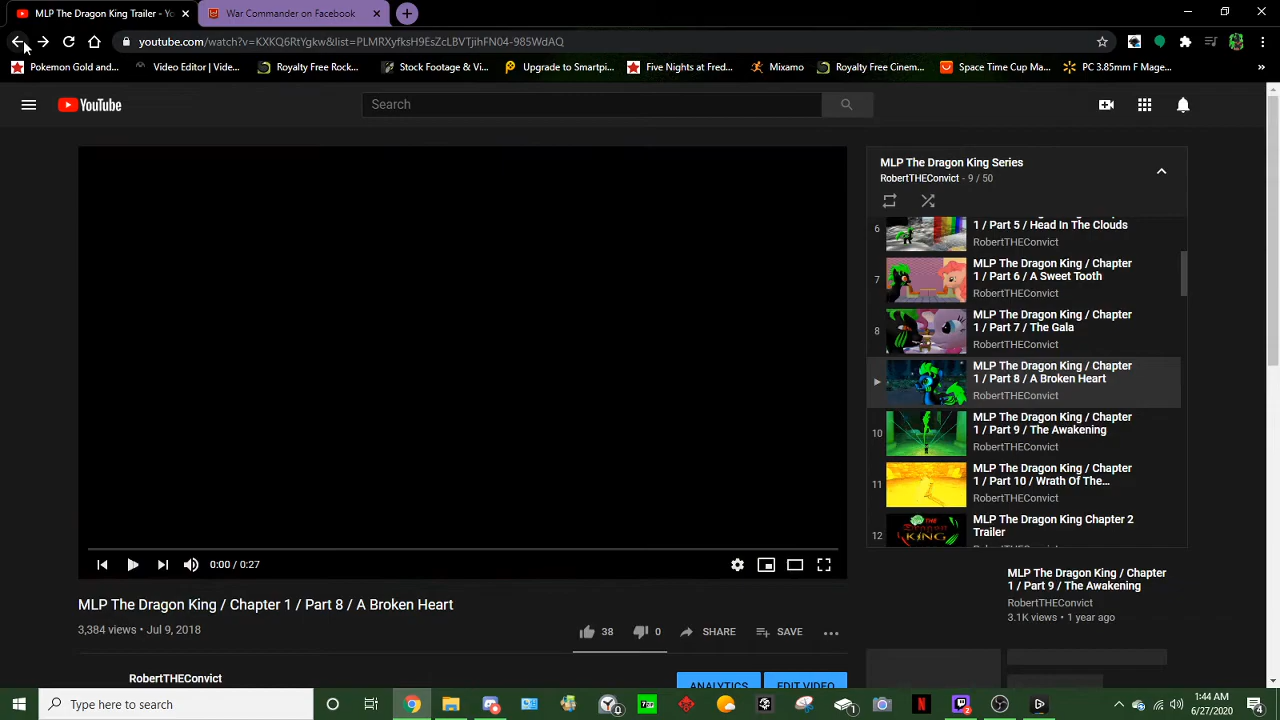 MLP The Dragon King Trailer - Yo
War Commander on Facebook
youtube.com/watch?v=KXKQ6RtYgkw&list=PLMRXyfksH9EsZcLBVTjihFN04-985WdAQ
Pokemon Gold and...
Video Editor | Vide...
Royalty Free Rock...
Stock Footage & Vi...
Upgrade to Smartpi...
Five Nights at Fred...
Mixamo
Royalty Free Cinem...
Space Time Cup Ma...
PC 3.85mm F Mage...
YouTube
Search
MLP The Dragon King Series
RobertTHEConvict - 9 / 50
6
1 / Part 5 / Head In The Clouds
RobertTHEConvict
7
MLP The Dragon King / Chapter
1 / Part 6 / A Sweet Tooth
RobertTHEConvict
8
MLP The Dragon King / Chapter
1 / Part 7 / The Gala
RobertTHEConvict
MLP The Dragon King / Chapter
1 / Part 8 / A Broken Heart
RobertTHEConvict
10
MLP The Dragon King / Chapter
1 / Part 9 / The Awakening
RobertTHEConvict
11
MLP The Dragon King / Chapter
1 / Part 10 / Wrath Of The...
RobertTHEConvict
12
MLP The Dragon King Chapter 2
Trailer
0:00 / 0:27
MLP The Dragon King / Chapter 1 / Part 8 / A Broken Heart
3,384 views • Jul 9, 2018
38
0
SHARE
SAVE
RobertTHEConvict
ANALYTICS
EDIT VIDEO
MLP The Dragon King / Chapter
1 / Part 9 / The Awakening
RobertTHEConvict
3.1K views • 1 year ago
Type here to search
1:44 AM
6/27/2020